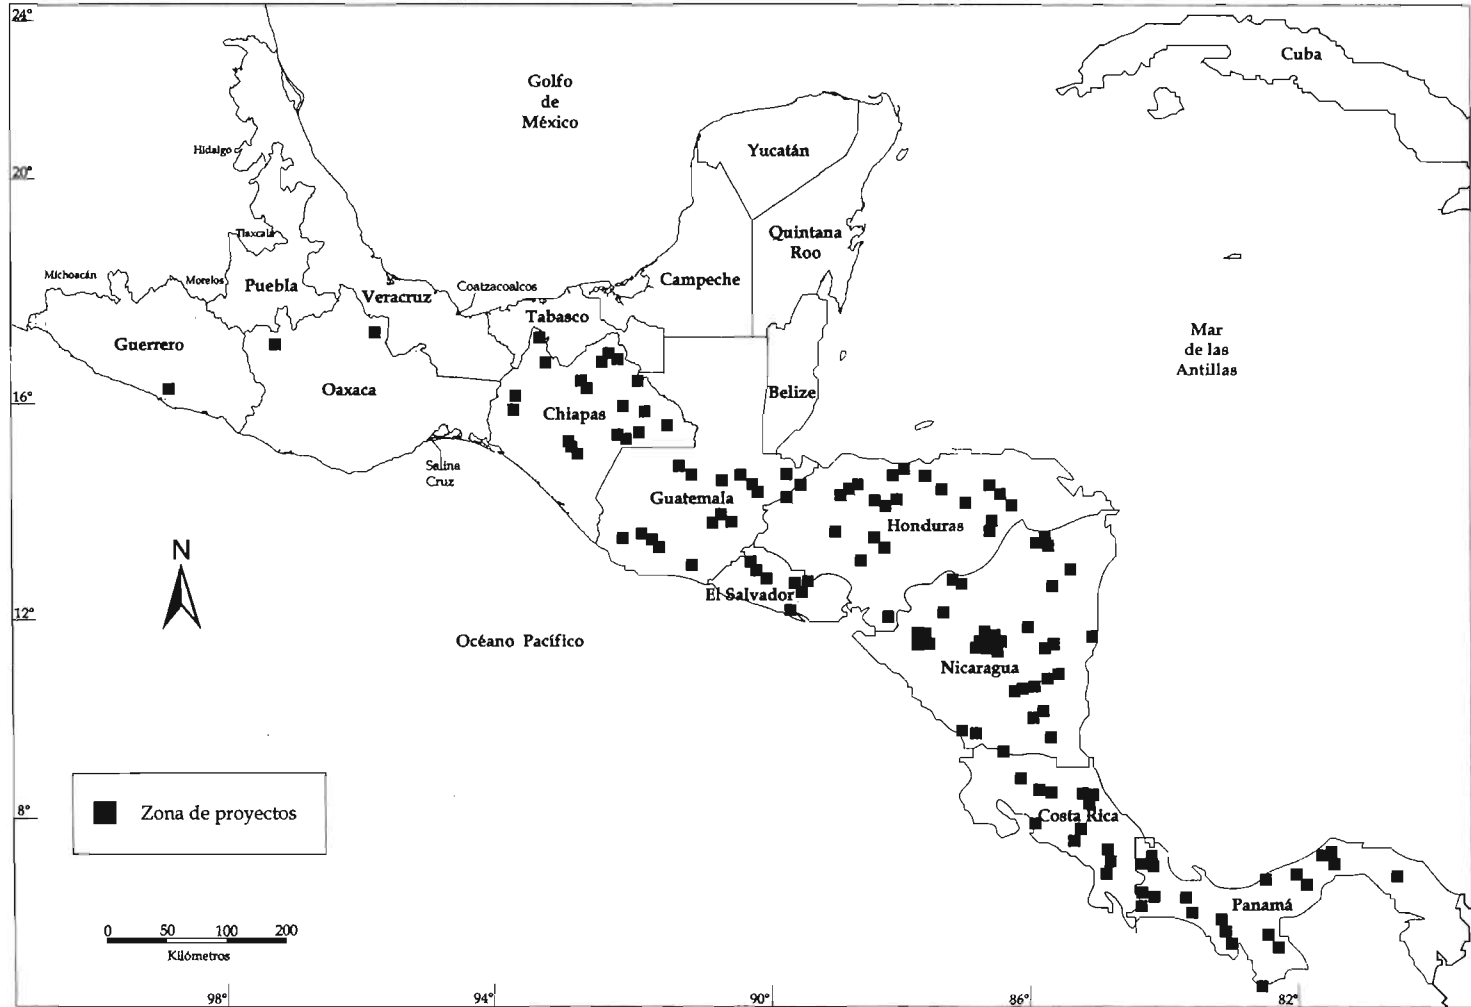 24°
Cuba
Golfo
de
México
Hidalgo
Yucatán
20°
Tlaxcala
Quintana
Roo
Michoacán
Morelos
Puebla
Veracruz
Coatzacoalcos
Campeche
Tabasco
Mar
de las
Antillas
Guerrero
Oaxaca
Belize
16°
Chiapas
Salina
Cruz
Guatemala
Honduras
N
El Salvador
12°
Océano Pacífico
Nicaragua
8°
Zona de proyectos
Costa Rica
Panamá
0 50 100 200
Kilómetros
98° 94° 90° 86° 82°